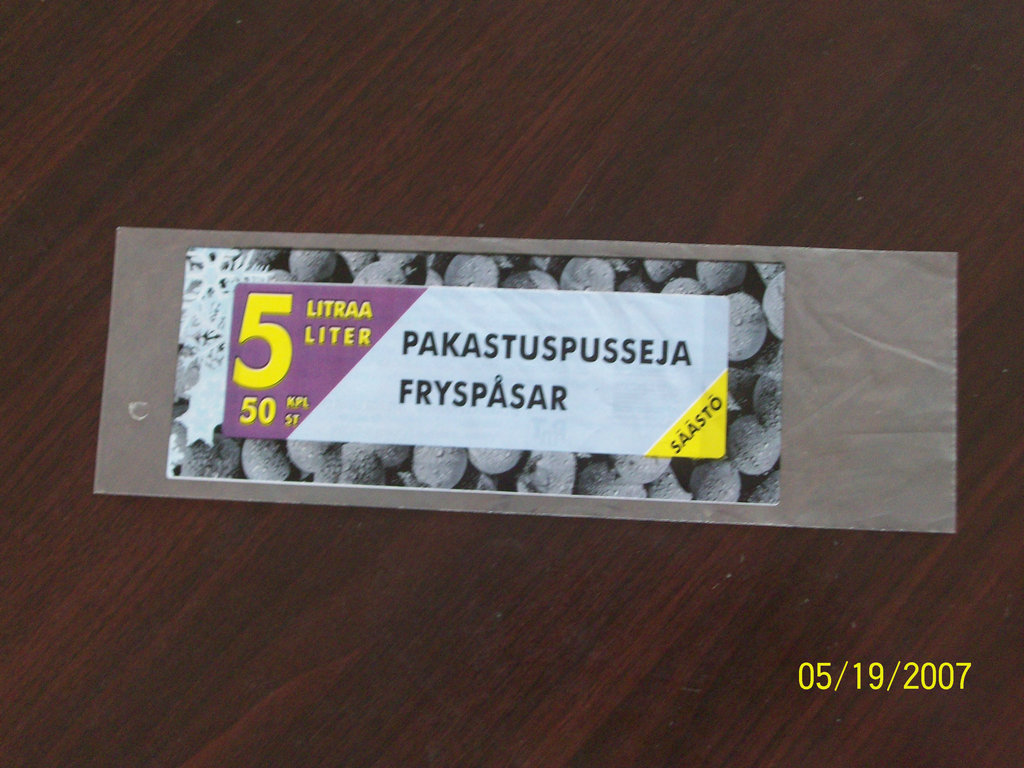 5 LITRAA
LITER
50 KPL
ST
PAKASTUSPUSSEJA
FRYSPÅSAR
SÄÄSTÖ
05/19/2007